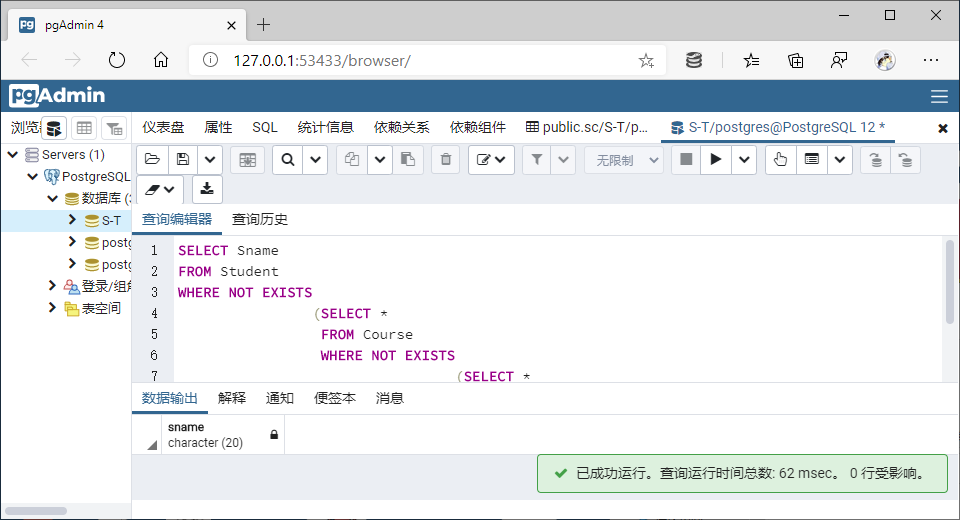 pgAdmin 4
127.0.0.1:53433/browser/
pgAdmin
浏览器 仪表盘 属性 SQL 统计信息 依赖关系 依赖组件 public.sc/S-T/p... S-T/postgres@PostgreSQL 12 *
Servers (1)
PostgreSQL
数据库 (3
S-T
postg
postg
登录/组角
表空间
无限制
查询编辑器 查询历史
1 SELECT Sname
2 FROM Student
3 WHERE NOT EXISTS
4 (SELECT *
5 FROM Course
6 WHERE NOT EXISTS
7 (SELECT *
数据输出 解释 通知 便签本 消息
sname
character (20)
已成功运行。查询运行时间总数: 62 msec。 0 行受影响。